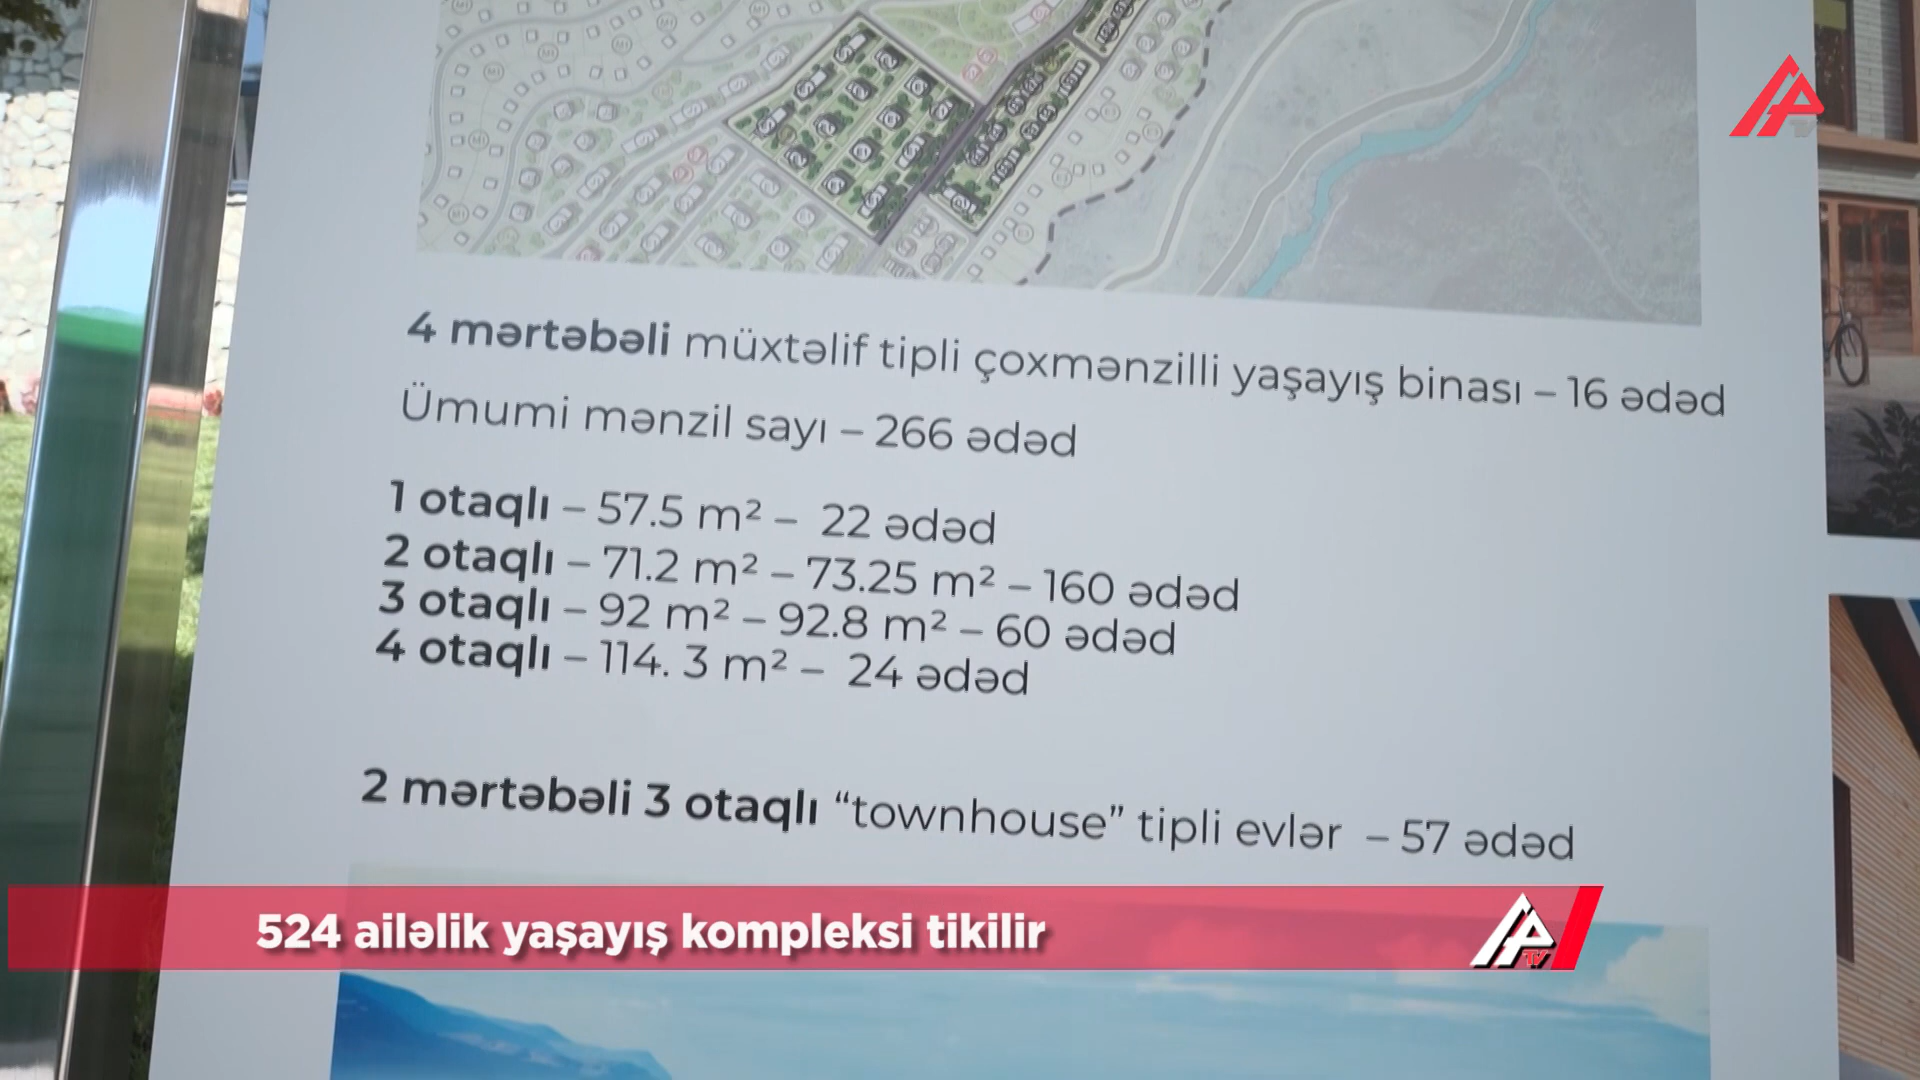 4 mərtəbəli müxtəlif tipli çoxmənzilli yaşayış binası – 16 ədəd
Ümumi mənzil sayı – 266 ədəd
1 otaqlı – 57.5 m² – 22 ədəd
2 otaqlı – 71.2 m² – 73.25 m² – 160 ədəd
3 otaqlı – 92 m² – 92.8 m² – 60 ədəd
4 otaqlı – 114. 3 m² – 24 ədəd
2 mərtəbəli 3 otaqlı “townhouse” tipli evlər – 57 ədəd
524 ailəlik yaşayış kompleksi tikilir